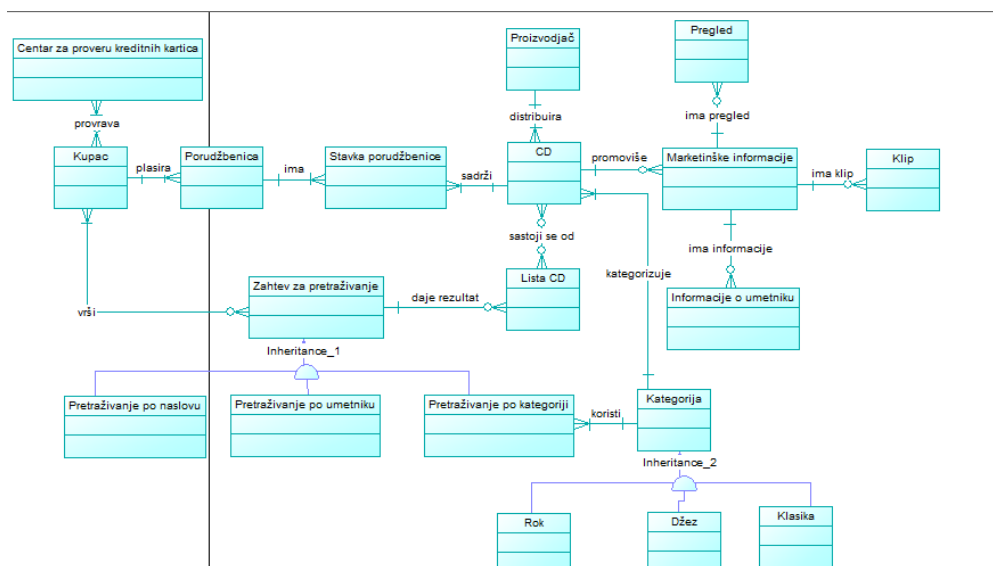 Centar za proveru kreditnih kartica
Proizvodjač
Pregled
provrava
distribuira
ima pregled
Kupac
plasira
Porudžbenica
ima
Stavka porudžbenice
sadrži
CD
promoviše
Marketinške informacije
ima klip
Klip
sastoji se od
ima informacije
kategorizuje
Zahtev za pretraživanje
daje rezultat
Lista CD
Informacije o umetniku
vrši
Inheritance_1
Pretraživanje po naslovu
Pretraživanje po umetniku
Pretraživanje po kategoriji
koristi
Kategorija
Inheritance_2
Rok
Džez
Klasika